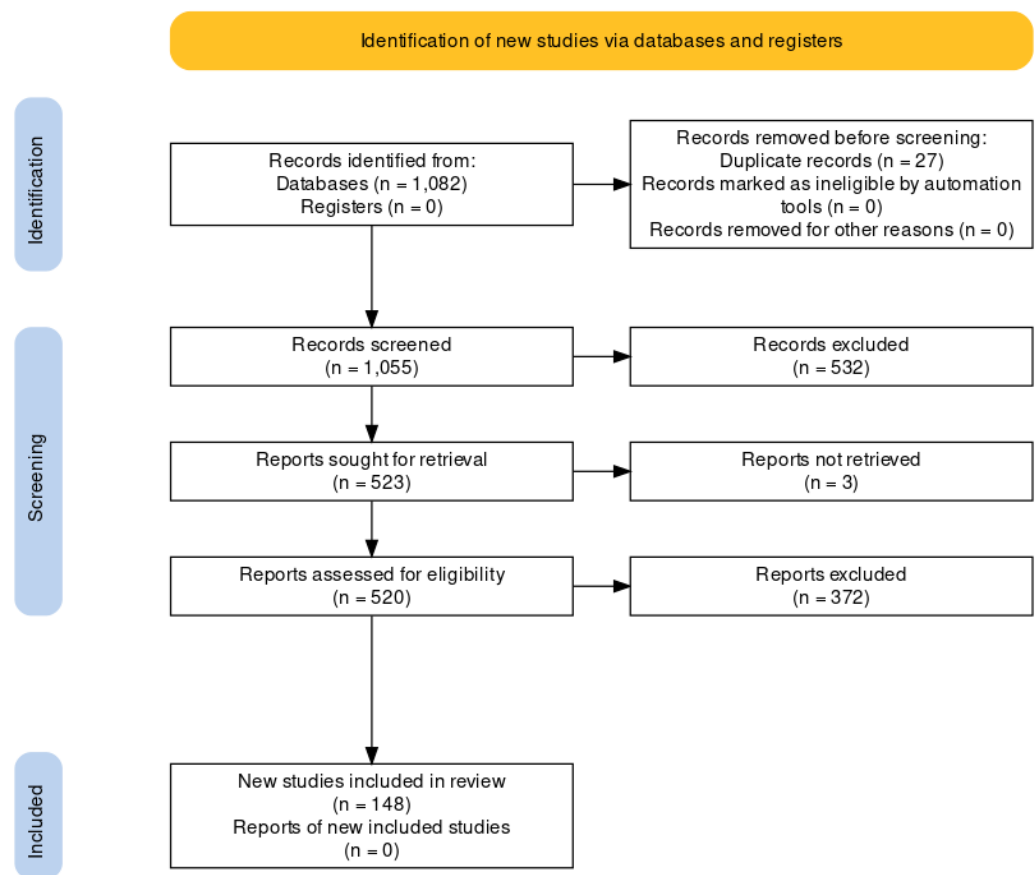 Identification of new studies via databases and registers
Identification
Records identified from:
Databases (n = 1,082)
Registers (n = 0)
Records removed before screening:
Duplicate records (n = 27)
Records marked as ineligible by automation
tools (n = 0)
Records removed for other reasons (n = 0)
Screening
Records screened
(n = 1,055)
Records excluded
(n = 532)
Reports sought for retrieval
(n = 523)
Reports not retrieved
(n = 3)
Reports assessed for eligibility
(n = 520)
Reports excluded
(n = 372)
Included
New studies included in review
(n = 148)
Reports of new included studies
(n = 0)